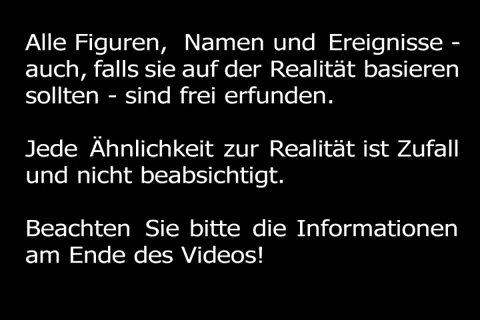 Alle Figuren, Namen und Ereignisse -
auch, falls sie auf der Realität basieren
sollten - sind frei erfunden.
Jede Ähnlichkeit zur Realität ist Zufall
und nicht beabsichtigt.
Beachten Sie bitte die Informationen
am Ende des Videos!